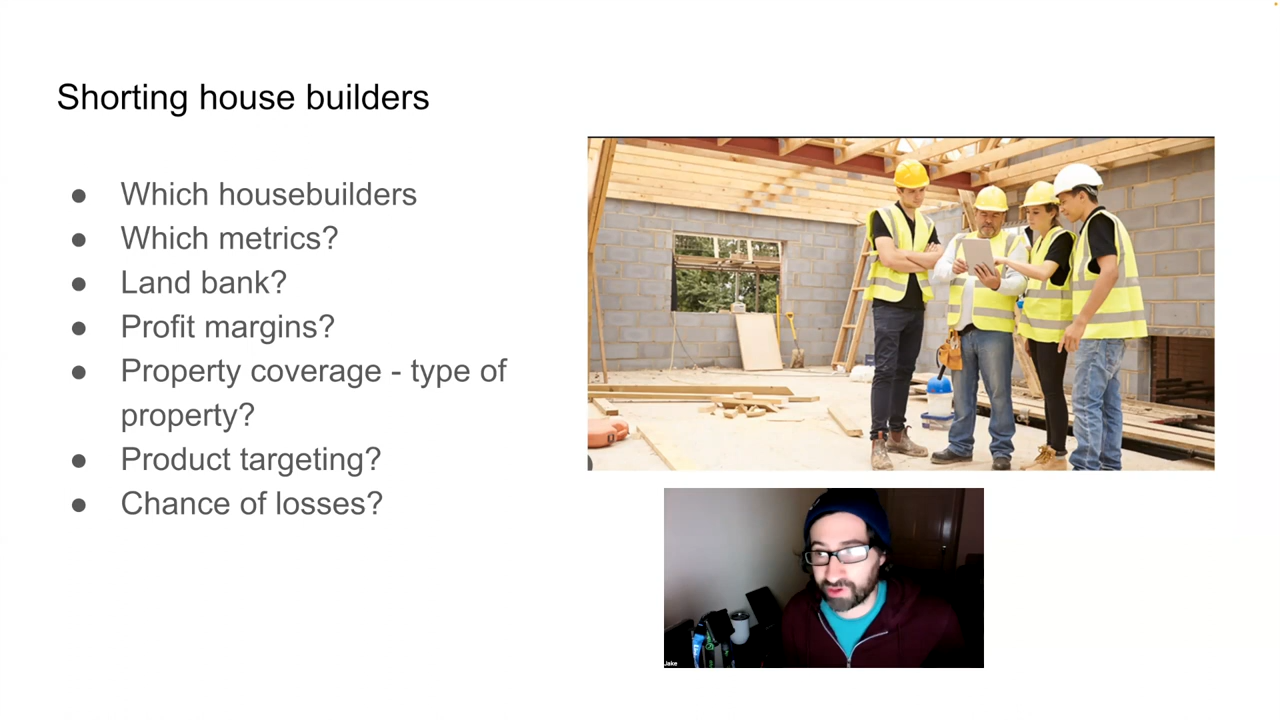 Shorting house builders
● Which housebuilders
● Which metrics?
● Land bank?
● Profit margins?
● Property coverage - type of
property?
● Product targeting?
● Chance of losses?
Jake